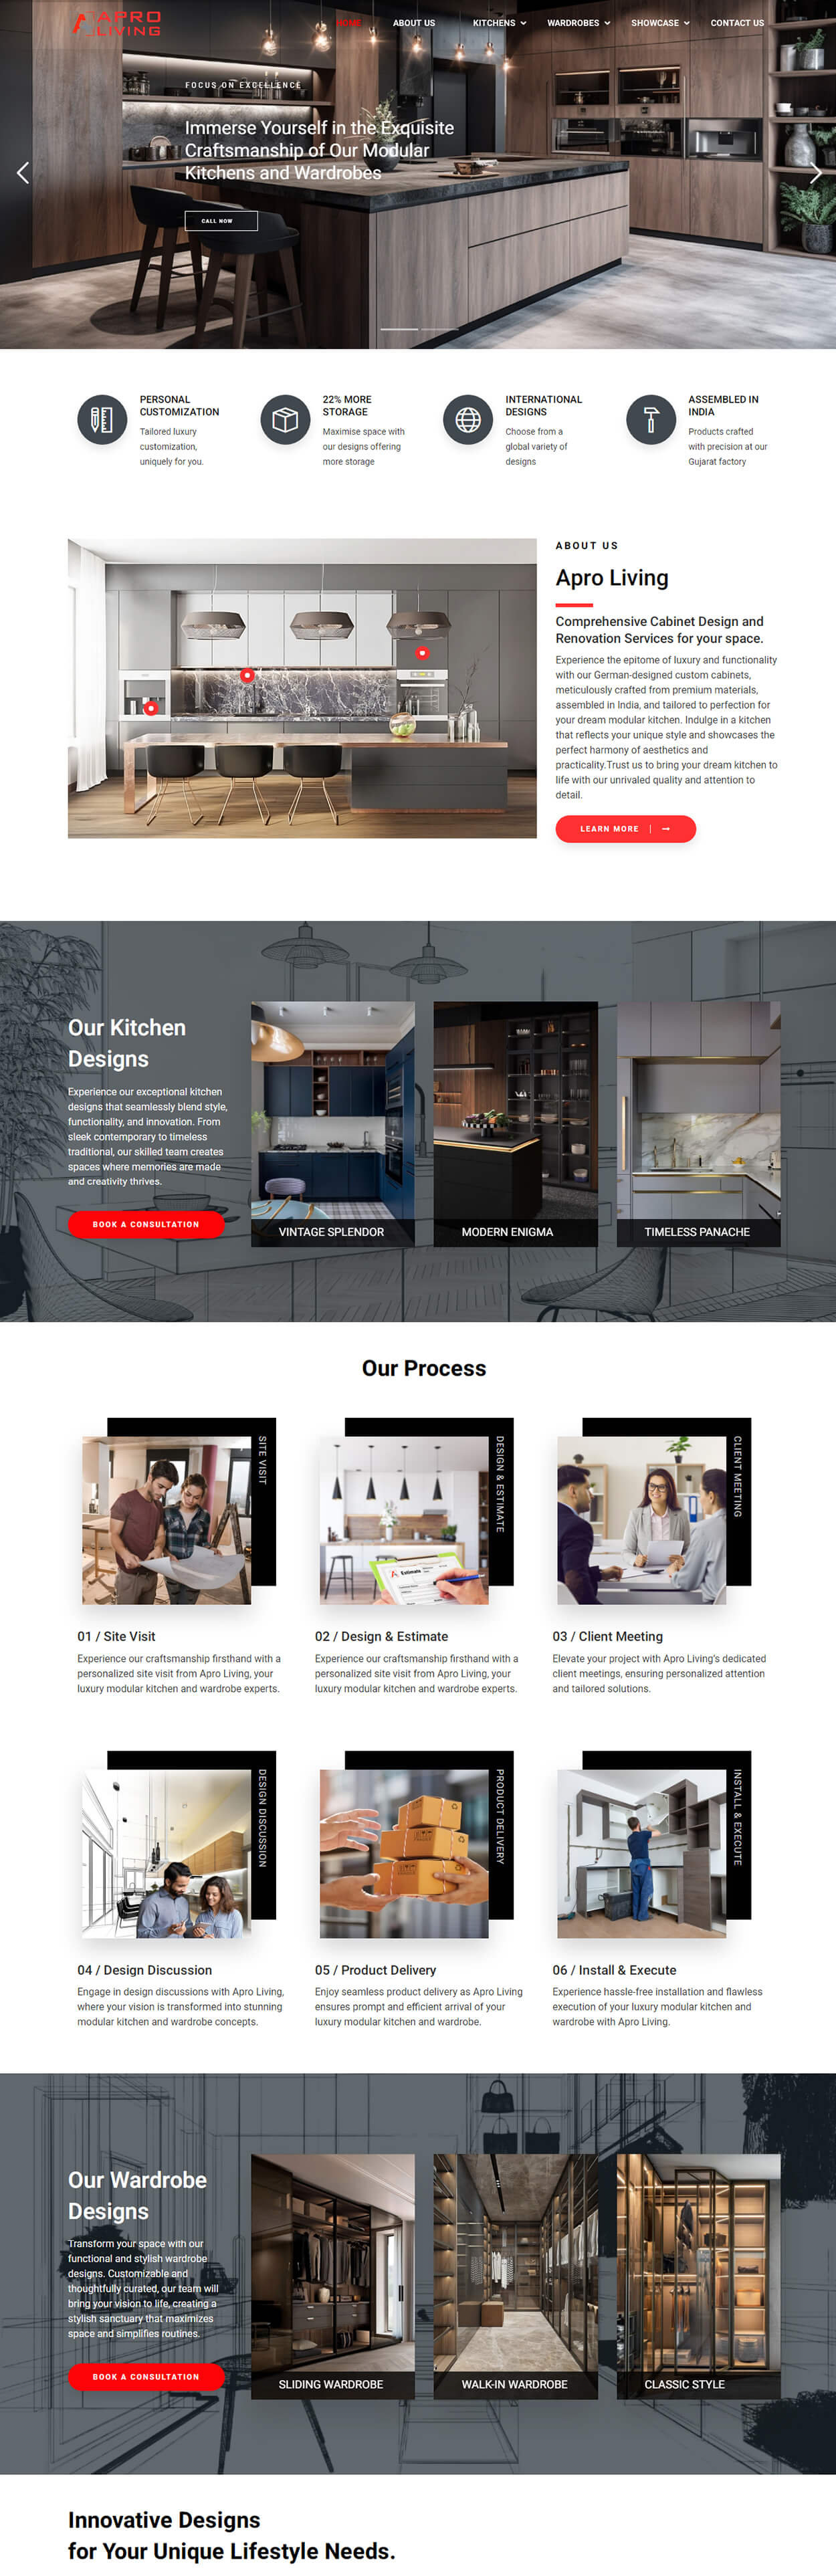 APRO
LIVING
HOME
ABOUT US
KITCHENS
WARDROBES
SHOWCASE
CONTACT US
FOCUS ON EXCELLENCE
Immerse Yourself in the Exquisite
Craftsmanship of Our Modular
Kitchens and Wardrobes
CALL NOW
PERSONAL
CUSTOMIZATION
Tailored luxury
customization,
uniquely for you.
22% MORE
STORAGE
Maximise space with
our designs offering
more storage
INTERNATIONAL
DESIGNS
Choose from a
global variety of
designs
ASSEMBLED IN
INDIA
Products crafted
with precision at our
Gujarat factory
ABOUT US
Apro Living
Comprehensive Cabinet Design and
Renovation Services for your space.
Experience the epitome of luxury and functionality
with our German-designed custom cabinets,
meticulously crafted from premium materials,
assembled in India, and tailored to perfection for
your dream modular kitchen. Indulge in a kitchen
that reflects your unique style and showcases the
perfect harmony of aesthetics and
practicality.Trust us to bring your dream kitchen to
life with our unrivaled quality and attention to
detail.
LEARN MORE
Our Kitchen
Designs
Experience our exceptional kitchen
designs that seamlessly blend style,
functionality, and innovation. From
sleek contemporary to timeless
traditional, our skilled team creates
spaces where memories are made
and creativity thrives.
BOOK A CONSULTATION
VINTAGE SPLENDOR
MODERN ENIGMA
TIMELESS PANACHE
Our Process
SITE VISIT
DESIGN & ESTIMATE
Estimate
CLIENT MEETING
01 / Site Visit
Experience our craftsmanship firsthand with a
personalized site visit from Apro Living, your
luxury modular kitchen and wardrobe experts.
02 / Design & Estimate
Experience our craftsmanship firsthand with a
personalized site visit from Apro Living, your
luxury modular kitchen and wardrobe experts.
03 / Client Meeting
Elevate your project with Apro Living's dedicated
client meetings, ensuring personalized attention
and tailored solutions.
DESIGN DISCUSSION
PRODUCT DELIVERY
INSTALL & EXECUTE
04 / Design Discussion
Engage in design discussions with Apro Living,
where your vision is transformed into stunning
modular kitchen and wardrobe concepts.
05 / Product Delivery
Enjoy seamless product delivery as Apro Living
ensures prompt and efficient arrival of your
luxury modular kitchen and wardrobe.
06 / Install & Execute
Experience hassle-free installation and flawless
execution of your luxury modular kitchen and
wardrobe with Apro Living.
Our Wardrobe
Designs
Transform your space with our
functional and stylish wardrobe
designs. Customizable and
thoughtfully curated, our team will
bring your vision to life, creating a
stylish sanctuary that maximizes
space and simplifies routines.
BOOK A CONSULTATION
SLIDING WARDROBE
WALK-IN WARDROBE
CLASSIC STYLE
Innovative Designs
for Your Unique Lifestyle Needs.